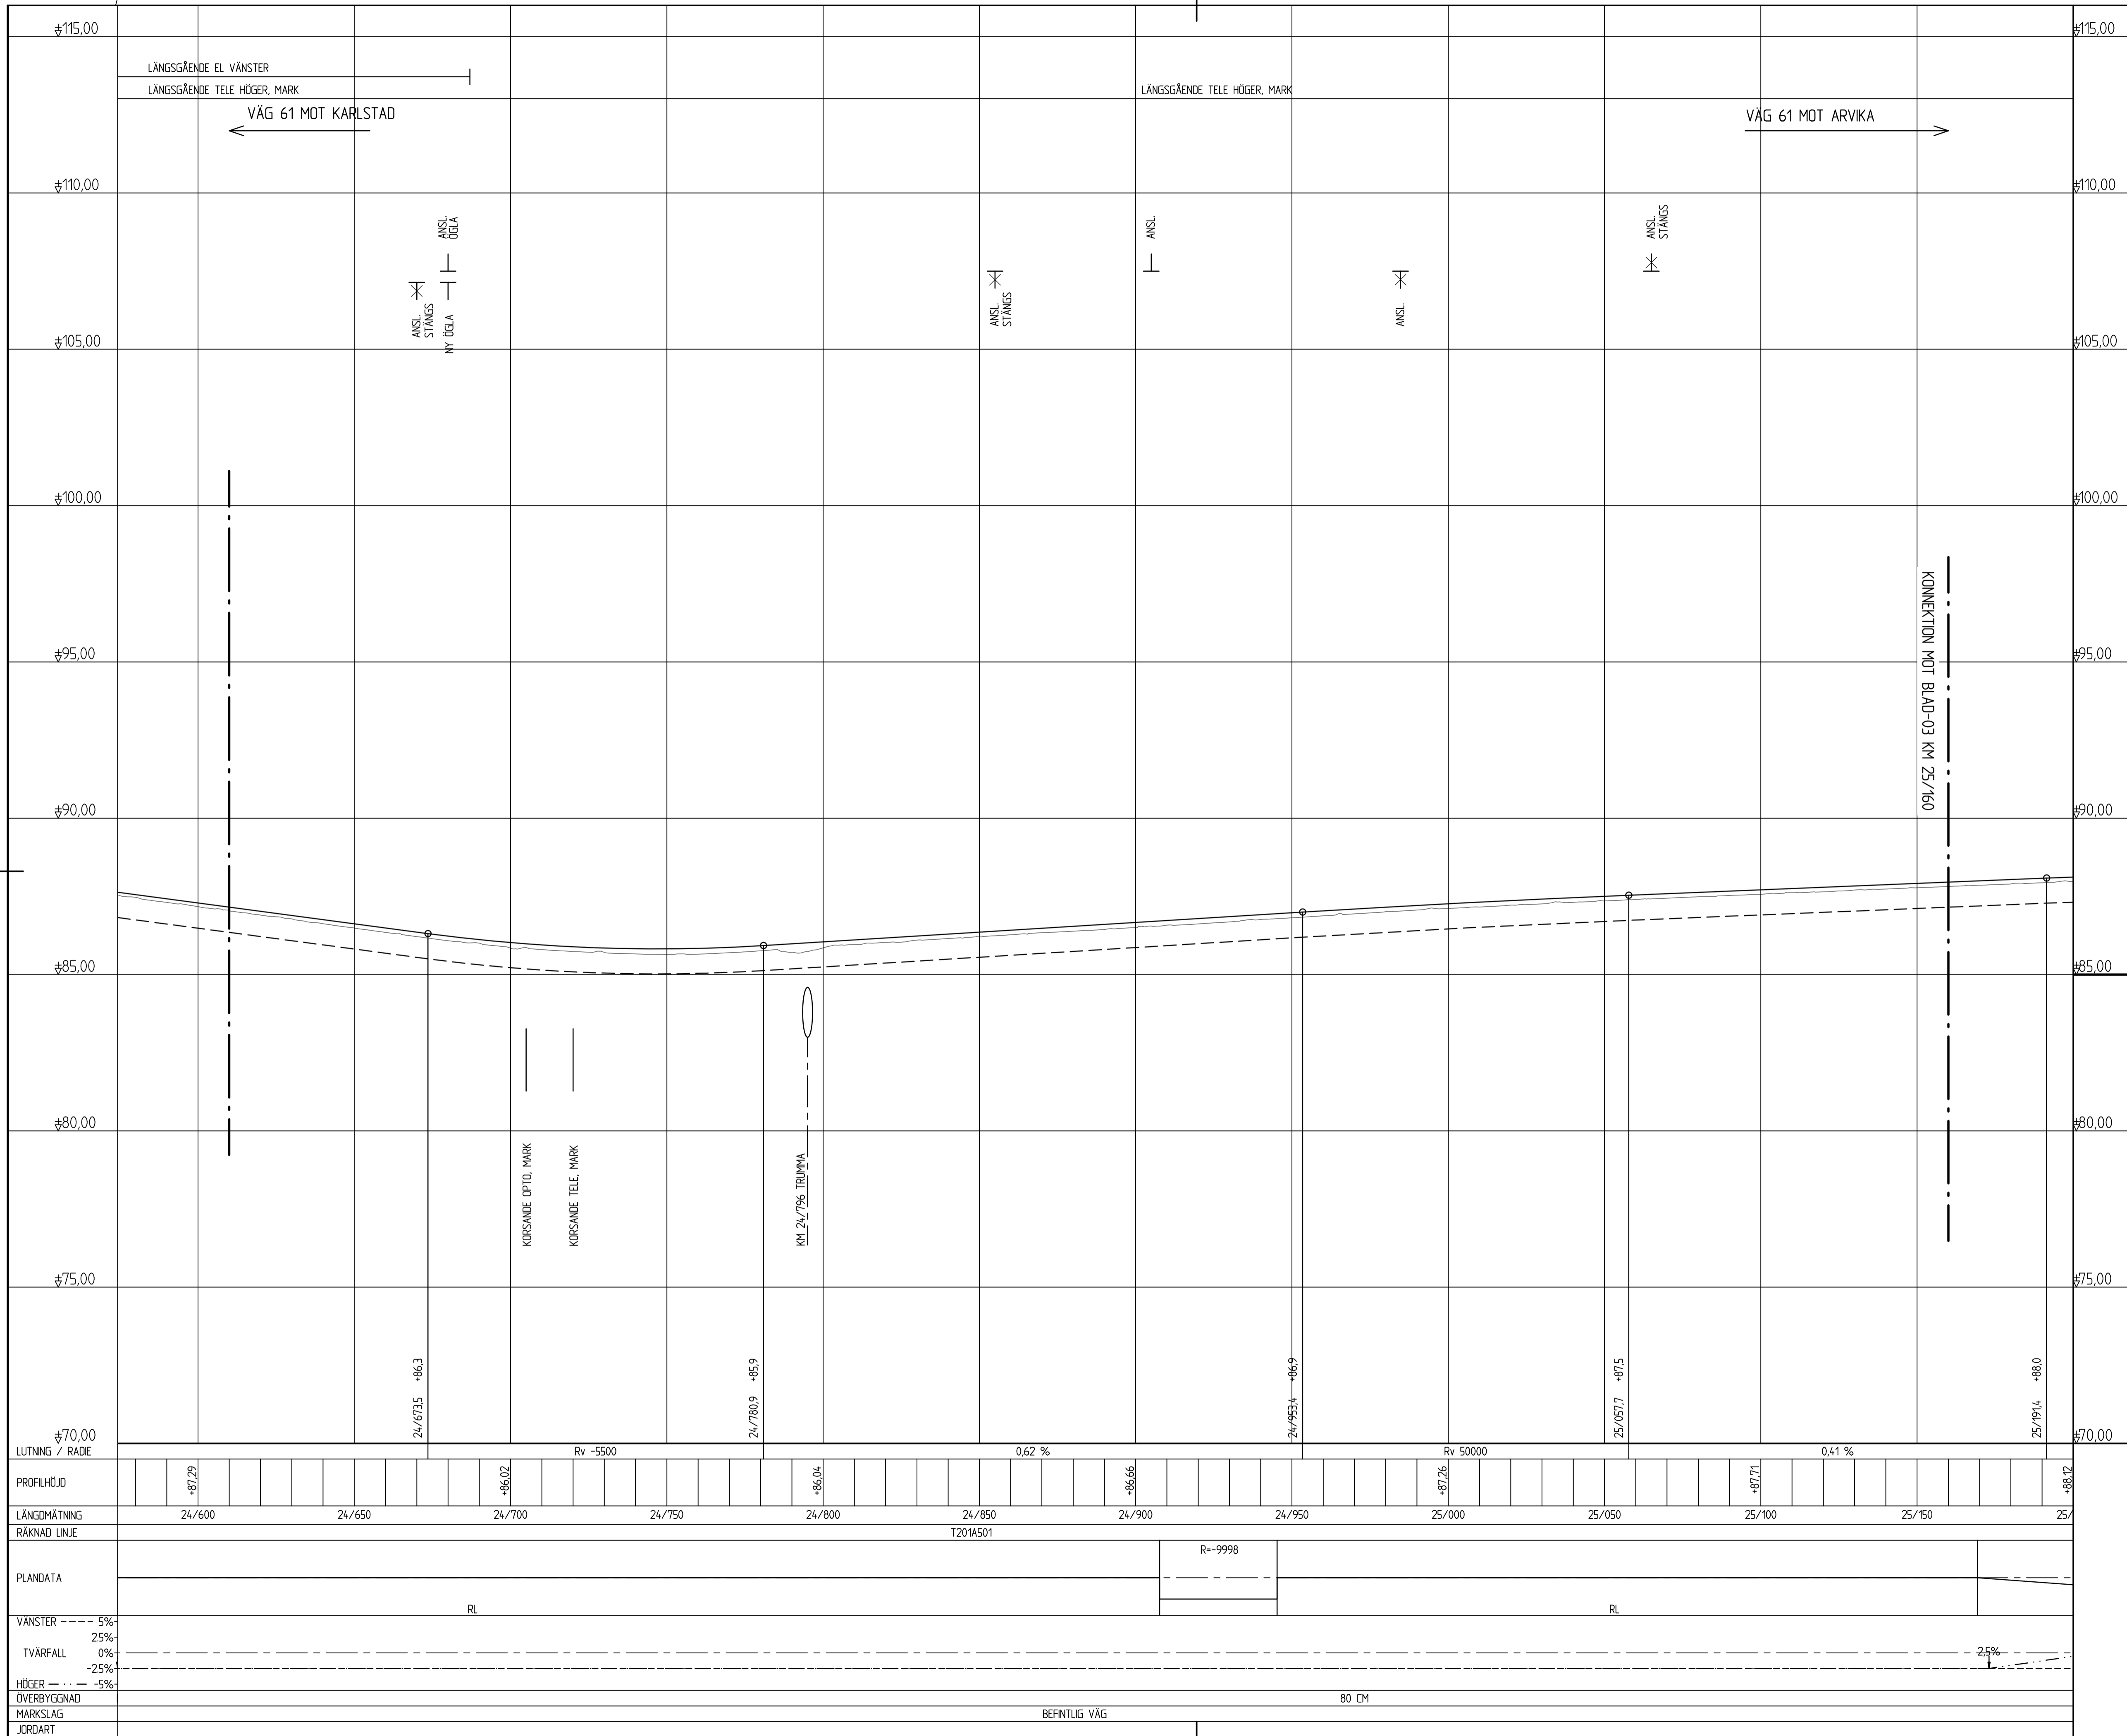 +115,00 +115,00
LÄNGSGÅENDE EL VÄNSTER
LÄNGSGÅENDE TELE HÖGER, MARK LÄNGSGÅENDE TELE HÖGER, MARK
VÄG 61 MOT KARLSTAD VÄG 61 MOT ARVIKA
+110,00 +110,00
ANSL.
ÖGLA
ANSL.
ANSL.
STÄNGS
ANSL.
STÄNGS
NY ÖGLA
ANSL.
STÄNGS
ANSL.
+105,00 +105,00
+100,00 +100,00
KONNEKTION MOT BLAD-03 KM 25/160
+95,00 +95,00
+90,00 +90,00
+85,00 +85,00
+80,00 +80,00
KORSANDE OPTO, MARK
KORSANDE TELE, MARK
KM 24/796 TRUMMA
+75,00 +75,00
24/673,5 +86,3
24/780,9 +85,9
24/953,4 +86,9
25/057,7 +87,5
25/191,4 +88,0
+70,00 +70,00
LUTNING / RADIE Rv -5500 0,62 % Rv 50000 0,41 %
PROFILHÖJD +87,29 +86,02 +86,04 +86,66 +87,26 +87,71 +88,12
LÄNGDMÄTNING 24/600 24/650 24/700 24/750 24/800 24/850 24/900 24/950 25/000 25/050 25/100 25/150 25/
RÄKNAD LINJE T201A501
R=-9998
PLANDATA
RL RL
VÄNSTER ---- 5%
2.5%
TVÄRFALL 0% -2,5%
-2.5%
HÖGER -5%
ÖVERBYGGNAD 80 CM
MARKSLAG BEFINTLIG VÄG
JORDART